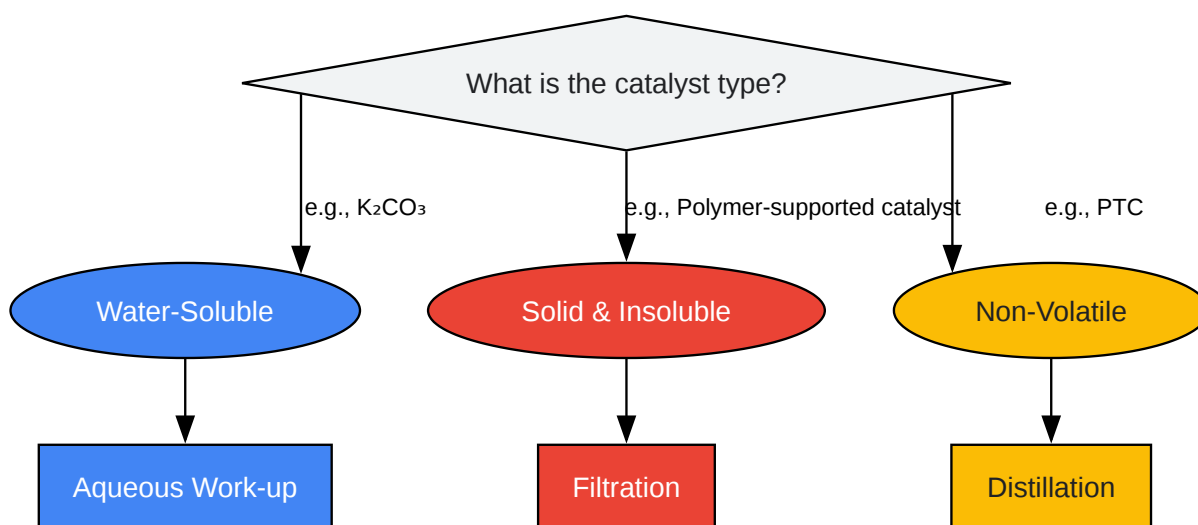 What is the catalyst type?
e.g., K₂CO₃
e.g., Polymer-supported catalyst
e.g., PTC
Water-Soluble
Solid & Insoluble
Non-Volatile
Aqueous Work-up
Filtration
Distillation